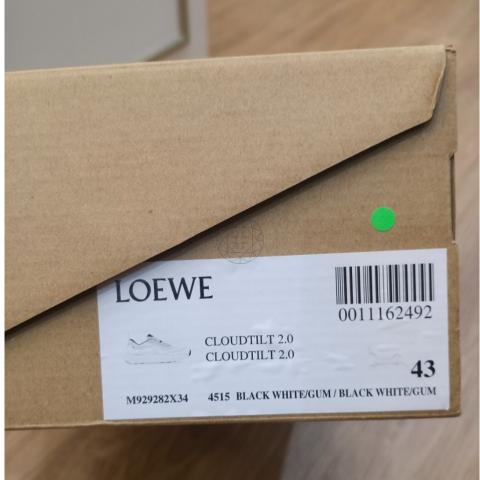 LOEWE
0011162492
CLOUDTILT 2.0
CLOUDTILT 2.0
43
M929282X34 4515 BLACK WHITE/GUM / BLACK WHITE/GUM